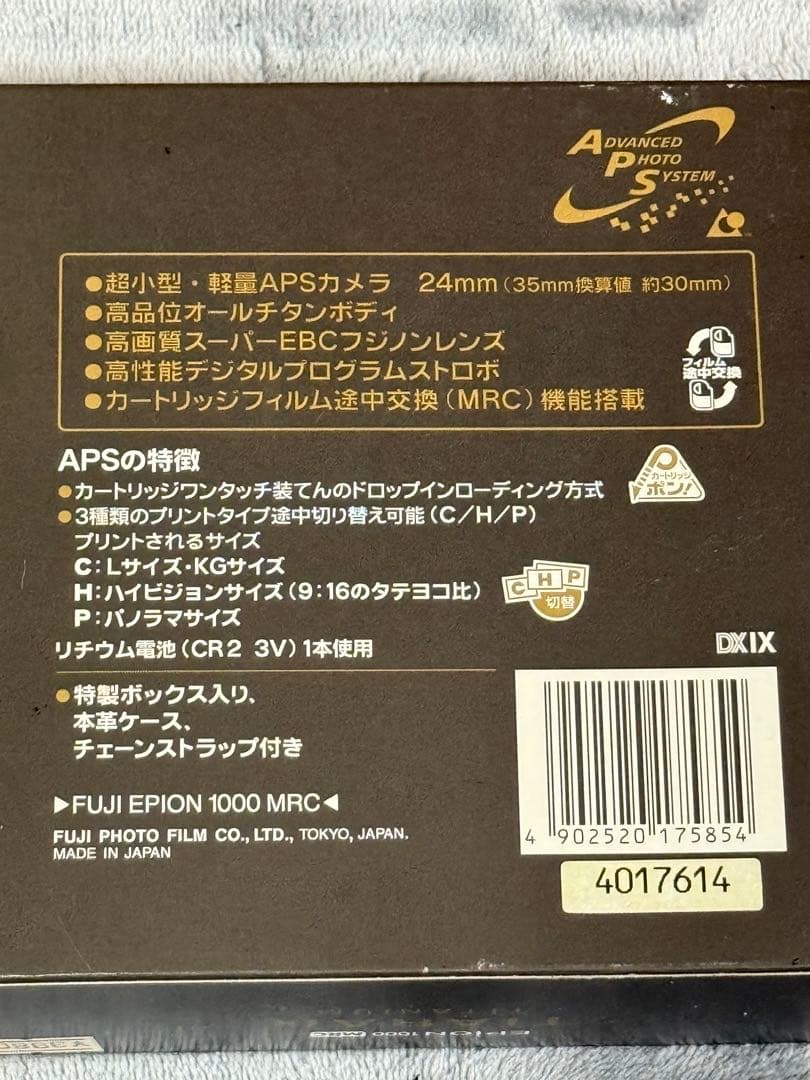 ADVANCED
PHOTO
SYSTEM
●超小型・軽量APSカメラ 24mm(35mm換算値 約30mm)
●高品位オールチタンボディ
●高画質スーパーEBCフジノンレンズ
●高性能デジタルプログラムストロボ
●カートリッジフィルム途中交換(MRC)機能搭載
フィルム
途中交換
APSの特徴
●カートリッジワンタッチ装てんのドロップインローディング方式
カートリッジ
ポン!
●3種類のプリントタイプ途中切り替え可能(C/H/P)
プリントされるサイズ
C:Lサイズ・KGサイズ
H:ハイビジョンサイズ(9:16のタテヨコ比)
P:パノラマサイズ
C H P
切替
リチウム電池(CR2 3V)1本使用
DX IX
●特製ボックス入り、
本革ケース、
チェーンストラップ付き
▶FUJI EPION 1000 MRC◀
FUJI PHOTO FILM CO., LTD., TOKYO, JAPAN.
MADE IN JAPAN
4 902520 175854
4017614
EPION 1000 MRC